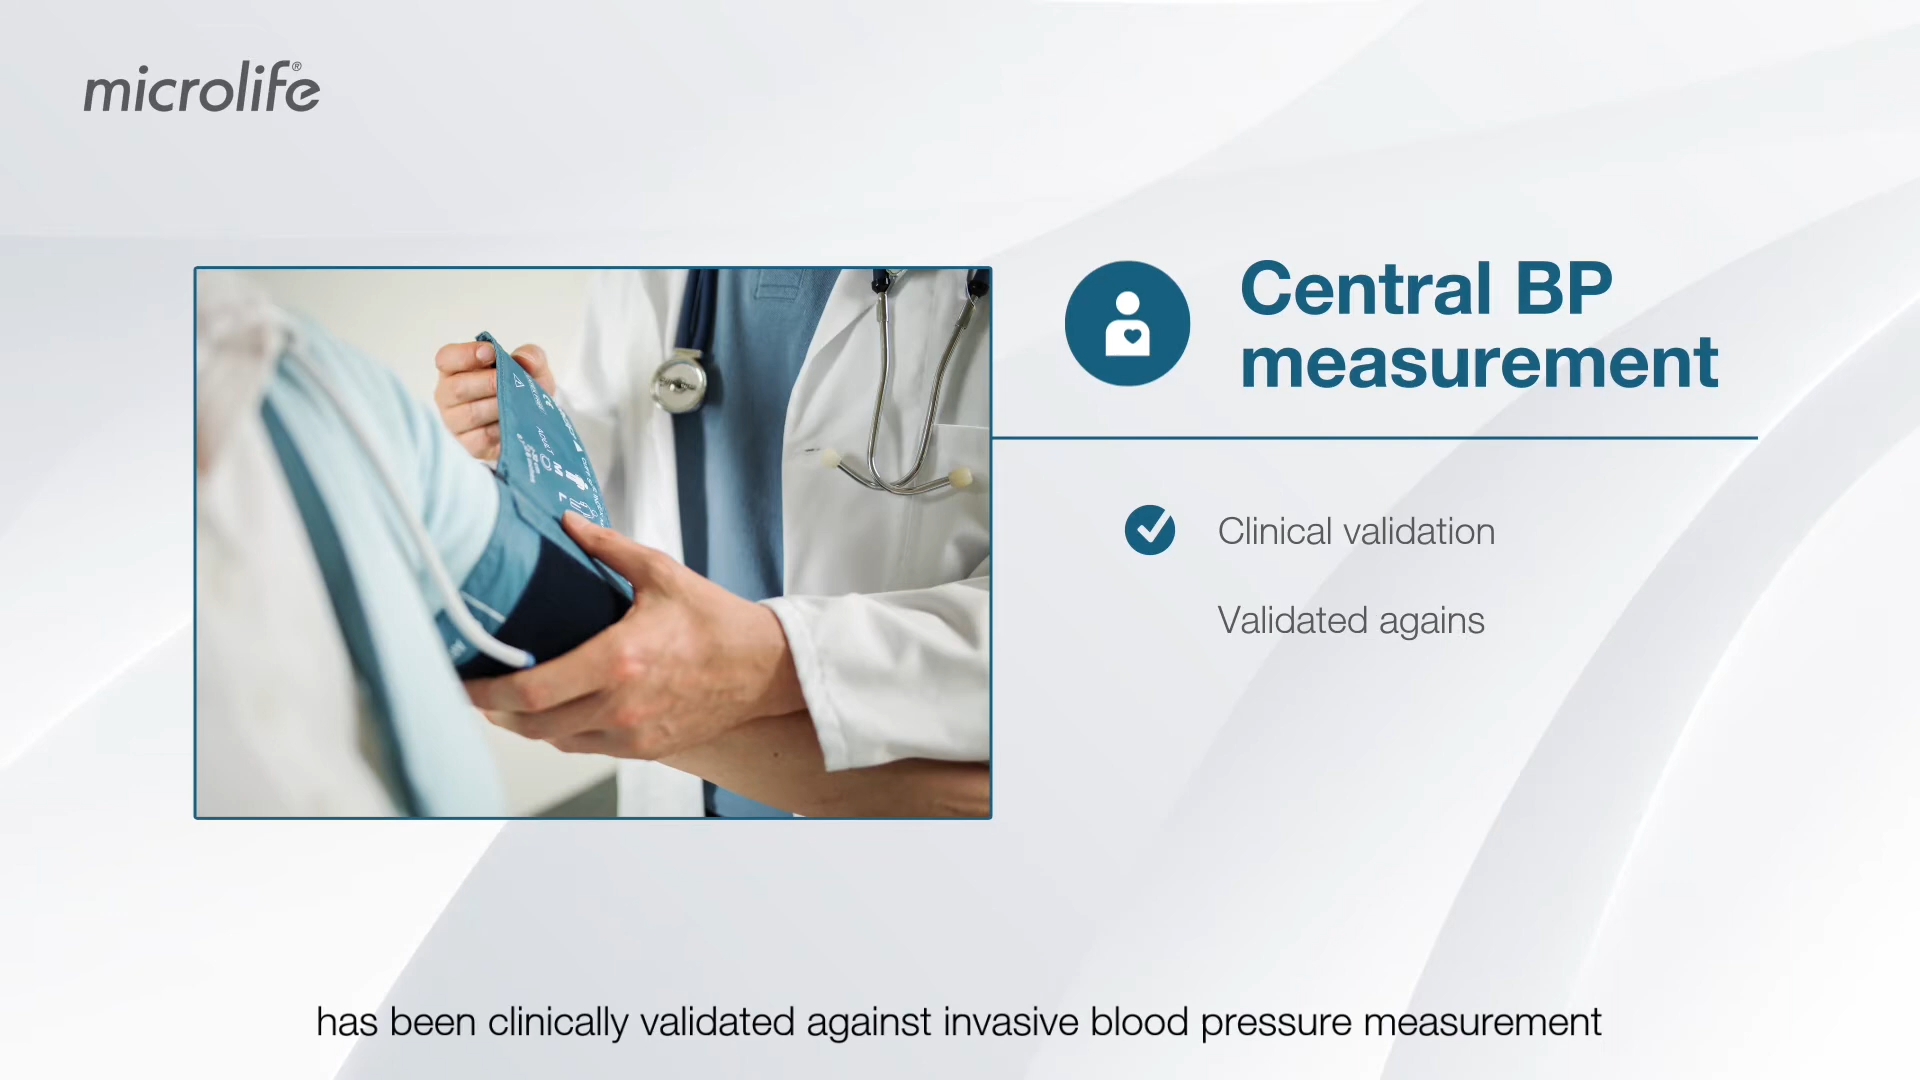 microlife®
Central BP
measurement
Clinical validation
Validated agains
M
L
has been clinically validated against invasive blood pressure measurement